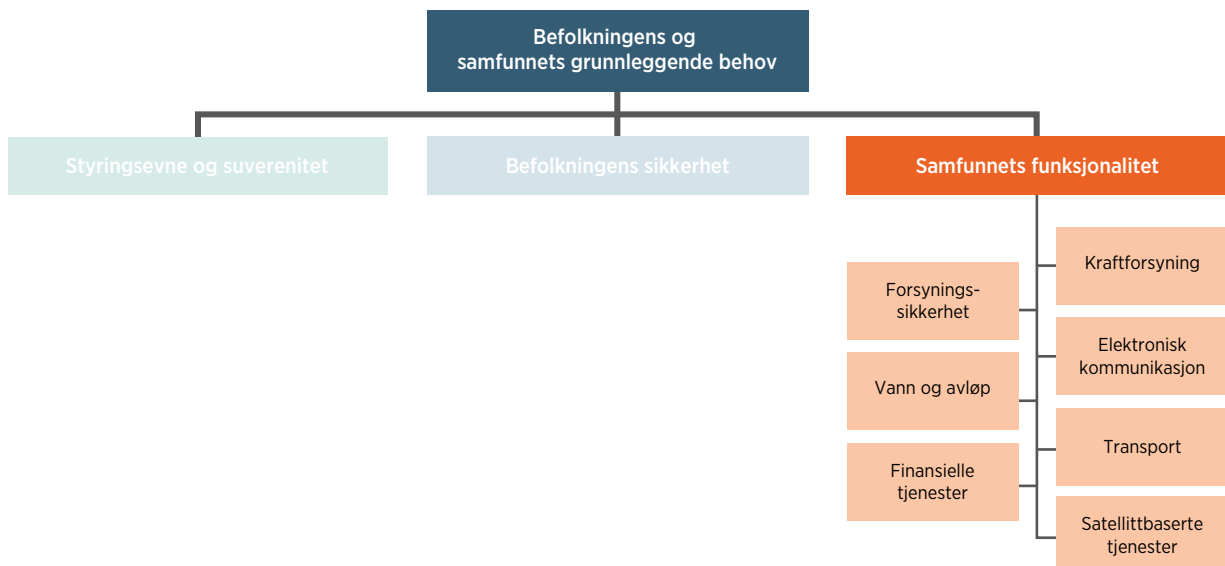 Befolkningens og
samfunnets grunnleggende behov
Styringsevne og suverenitet
Befolkningens sikkerhet
Samfunnets funksjonalitet
Forsynings-
sikkerhet
Vann og avløp
Finansielle
tjenester
Kraftforsyning
Elektronisk
kommunikasjon
Transport
Satellittbaserte
tjenester